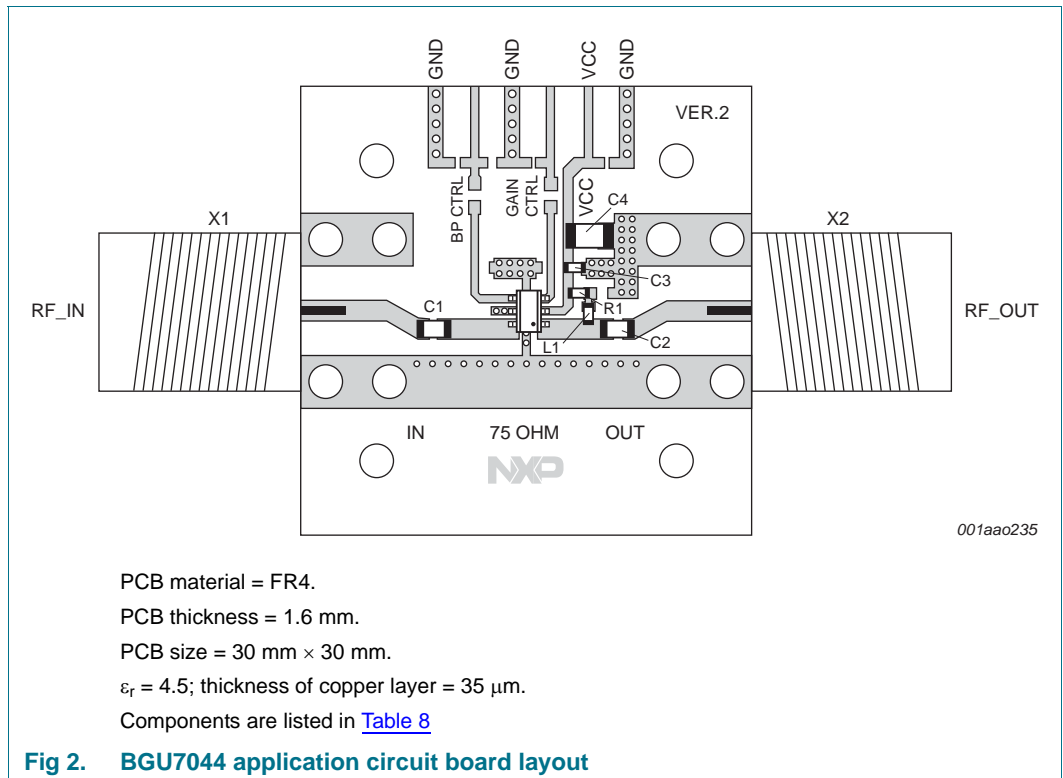 GND
GND
VCC
GND
VER.2
BP CTRL
GAIN
CTRL
VCC
C4
X1
X2
C3
RF_IN
C1
R1
RF_OUT
L1
C2
IN
75 OHM
OUT
NXP
001aao235
PCB material = FR4.
PCB thickness = 1.6 mm.
PCB size = 30 mm × 30 mm.
εr = 4.5; thickness of copper layer = 35 μm.
Components are listed in Table 8
Fig 2. BGU7044 application circuit board layout